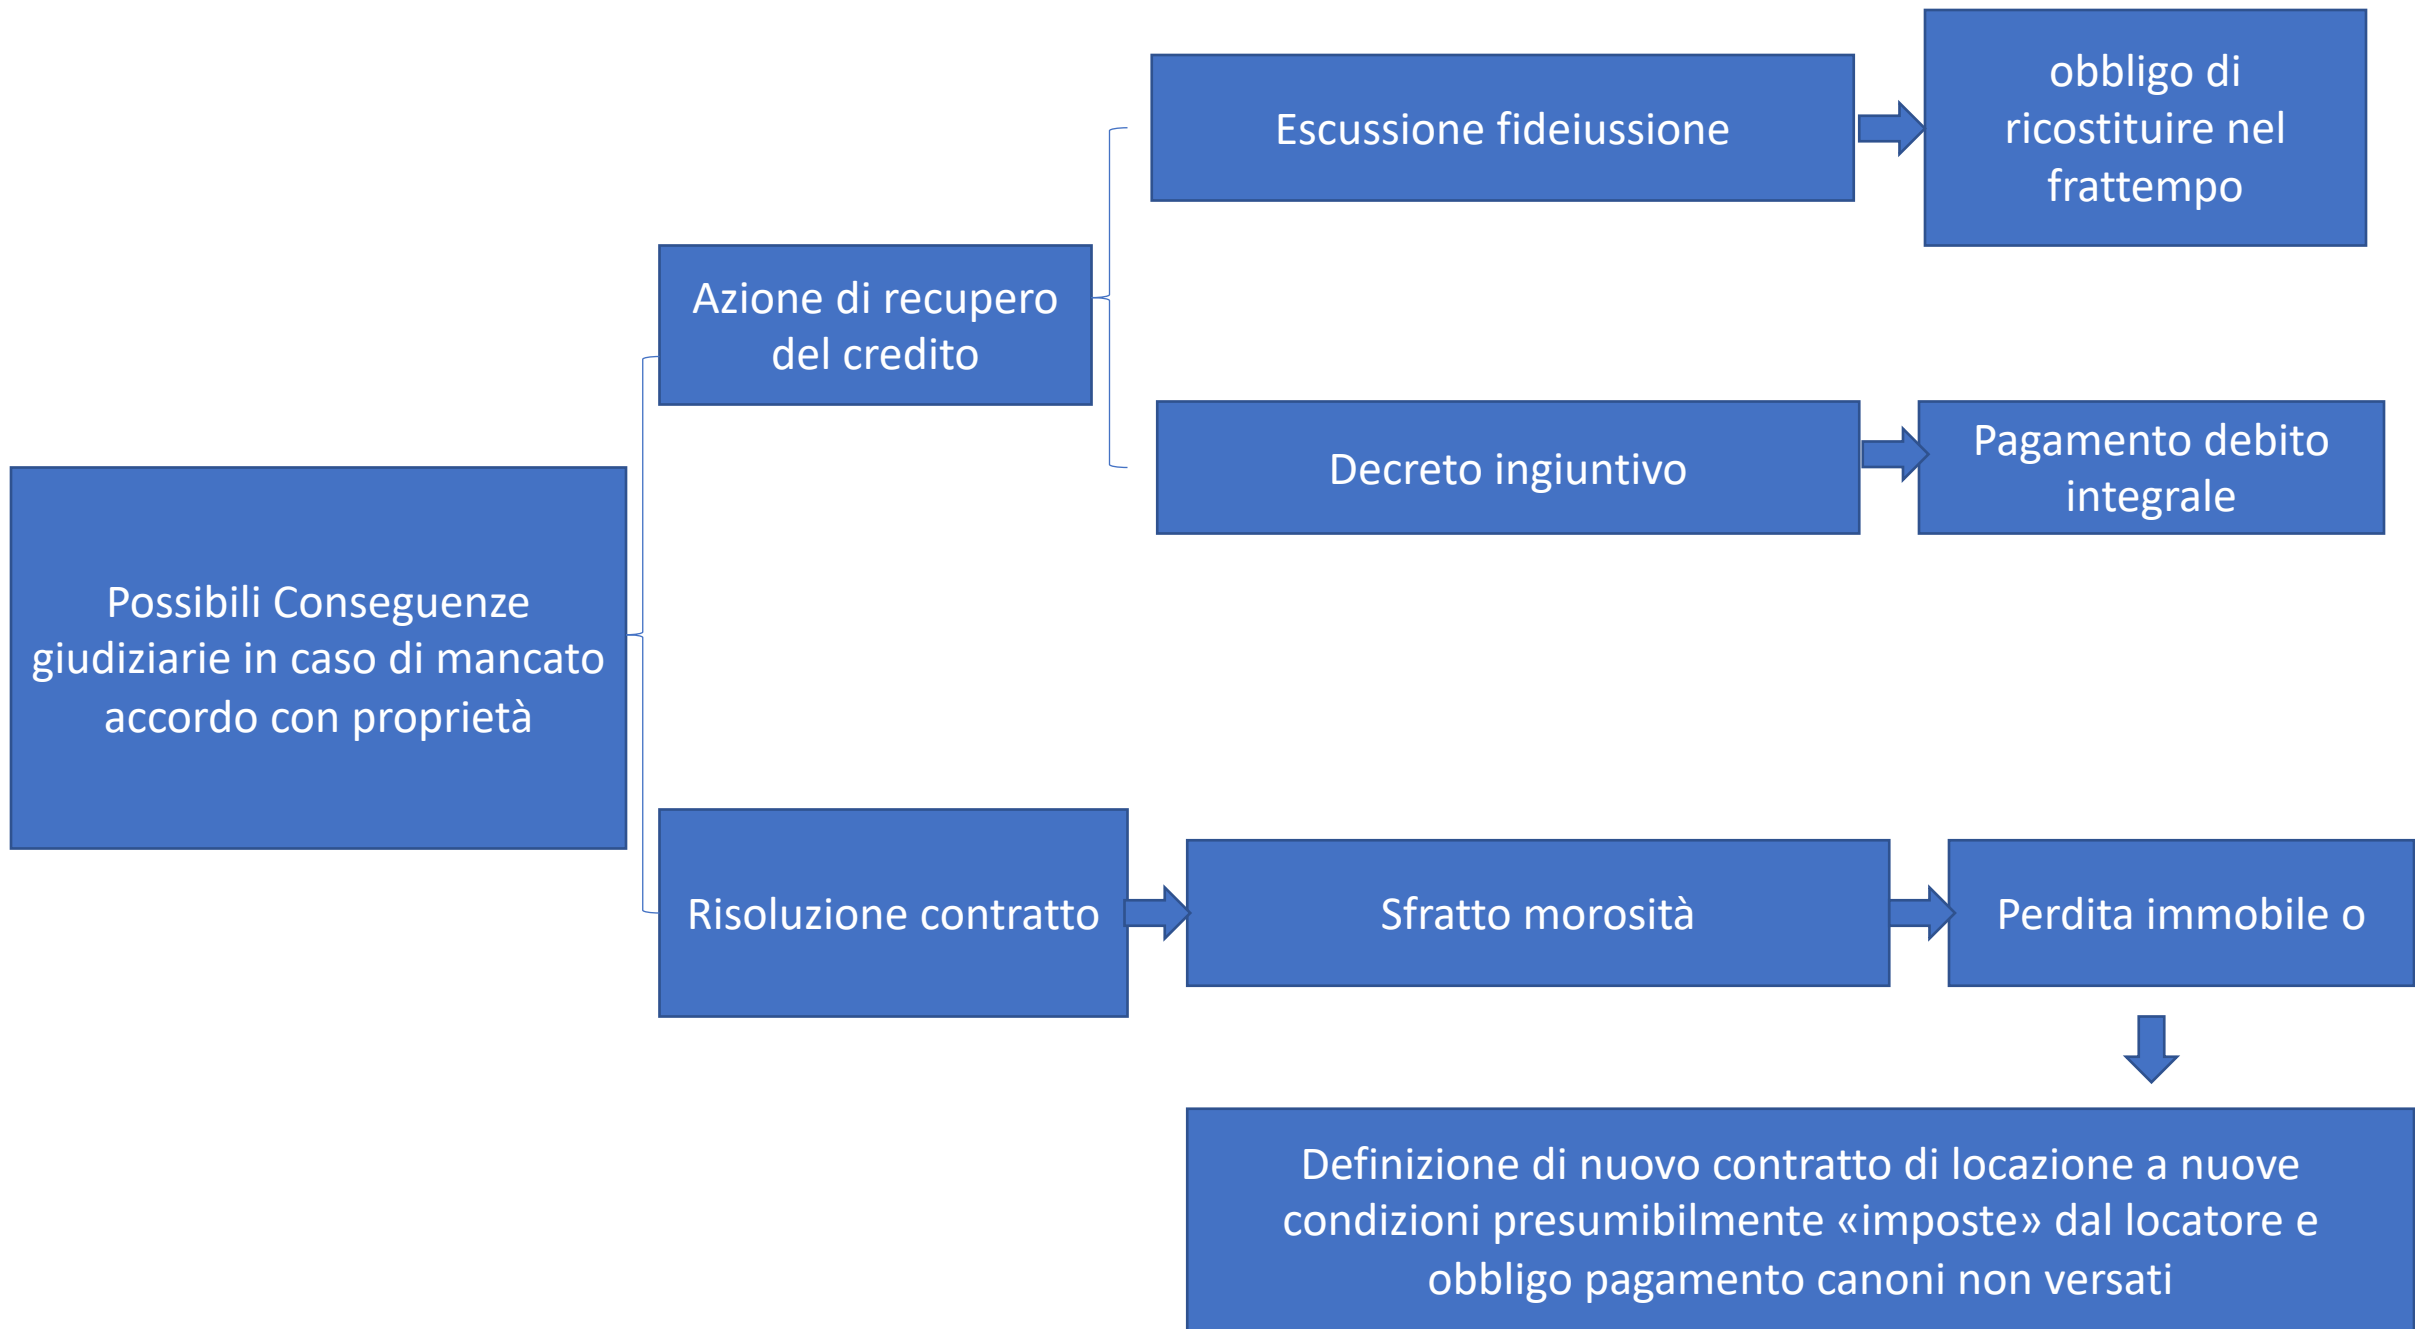 Escussione fideiussione
obbligo di
ricostituire nel
frattempo
Azione di recupero
del credito
Decreto ingiuntivo
Pagamento debito
integrale
Possibili Conseguenze
giudiziarie in caso di mancato
accordo con proprietà
Risoluzione contratto
Sfratto morosità
Perdita immobile o
Definizione di nuovo contratto di locazione a nuove
condizioni presumibilmente «imposte» dal locatore e
obbligo pagamento canoni non versati